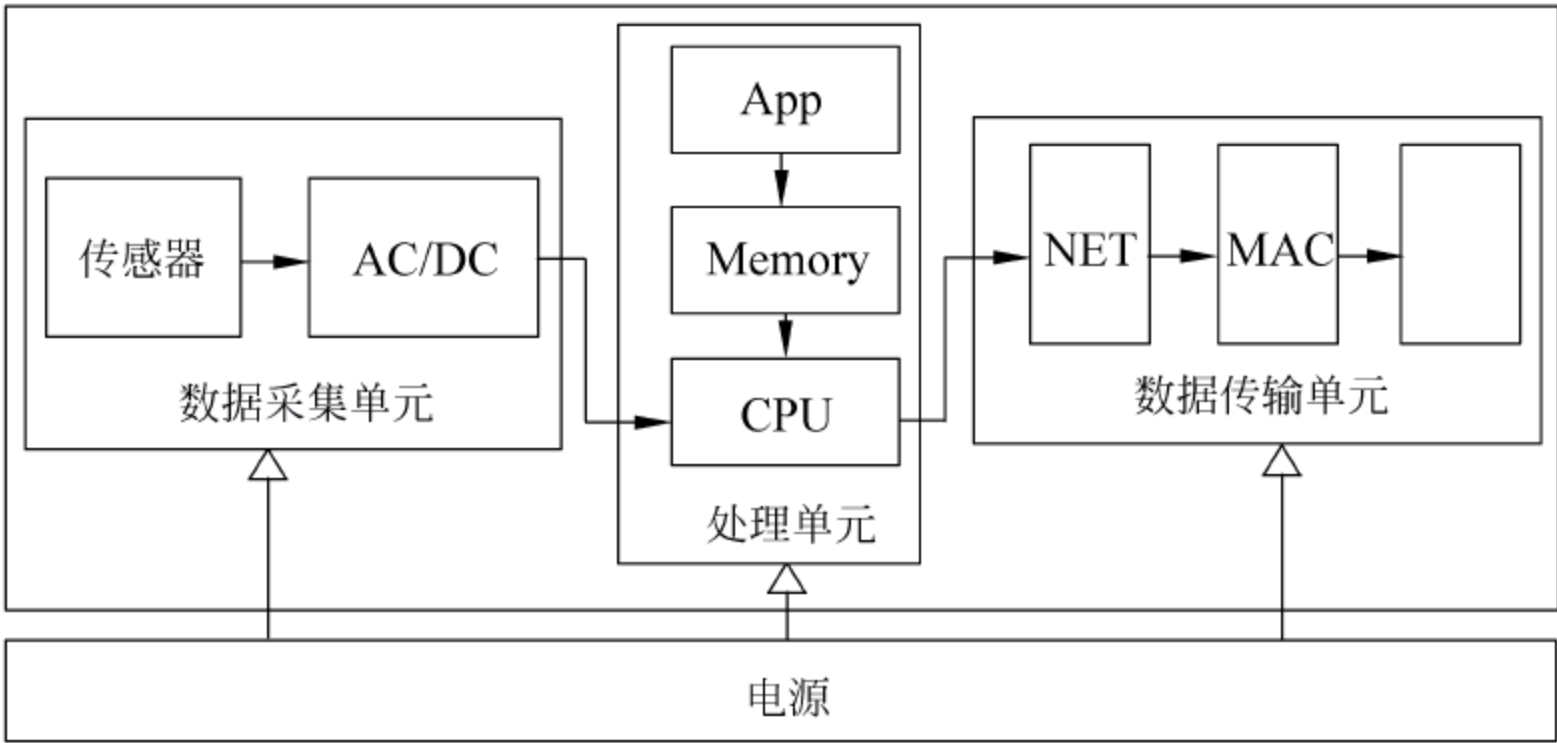 传感器
AC/DC
数据采集单元
App
Memory
CPU
处理单元
NET
MAC
数据传输单元
电源